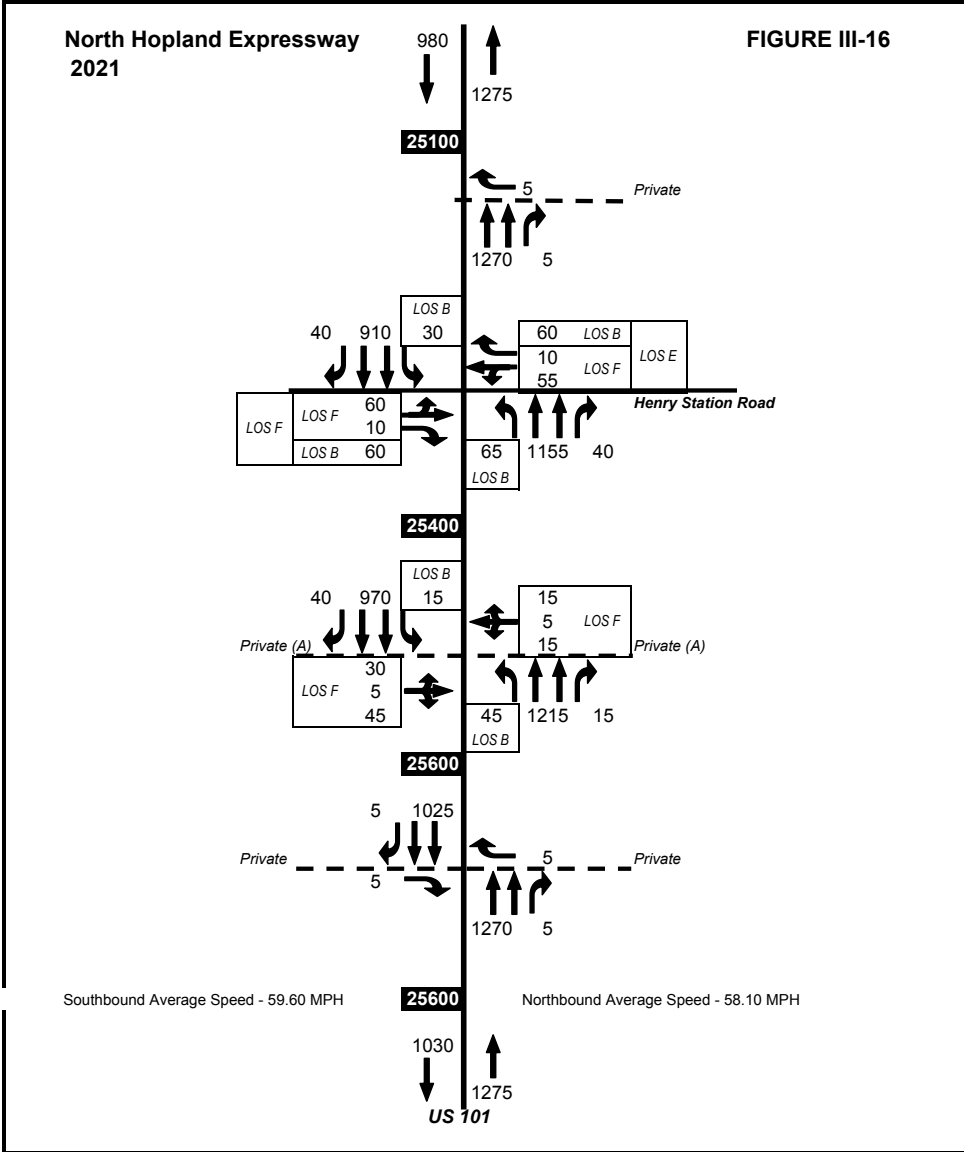 North Hopland Expressway
2021
980
FIGURE III-16
1275
25100
5
Private
1270 5
LOS B
30
40 910
60 LOS B
10
LOS F
55
LOS E
Henry Station Road
LOS F
LOS F
60
10
LOS B 60
65
LOS B
1155 40
25400
LOS B
15
40 970
15
5 LOS F
15
Private (A)
Private (A)
30
LOS F 5
45
45
LOS B
1215 15
25600
5 1025
Private
5
5
Private
1270 5
Southbound Average Speed - 59.60 MPH
25600
Northbound Average Speed - 58.10 MPH
1030
1275
US 101